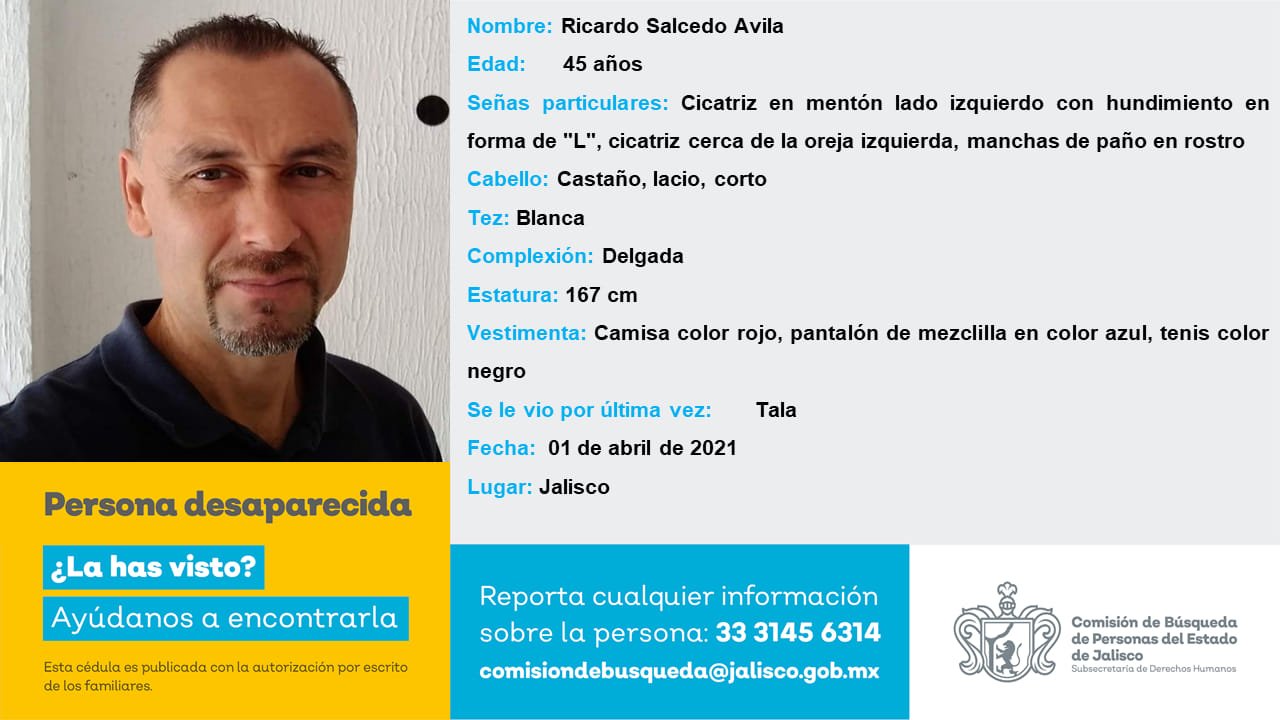 Nombre: Ricardo Salcedo Avila
Edad: 45 años
Señas particulares: Cicatriz en mentón lado izquierdo con hundimiento en
forma de "L", cicatriz cerca de la oreja izquierda, manchas de paño en rostro
Cabello: Castaño, lacio, corto
Tez: Blanca
Complexión: Delgada
Estatura: 167 cm
Vestimenta: Camisa color rojo, pantalón de mezclilla en color azul, tenis color
negro
Se le vio por última vez: Tala
Fecha: 01 de abril de 2021
Lugar: Jalisco
Persona desaparecida
¿La has visto?
Ayúdanos a encontrarla
Esta cédula es publicada con la autorización por escrito
de los familiares.
Reporta cualquier información
sobre la persona: 33 3145 6314
comisiondebusqueda@jalisco.gob.mx
Comisión de Búsqueda
de Personas del Estado
de Jalisco
Subsecretaría de Derechos Humanos